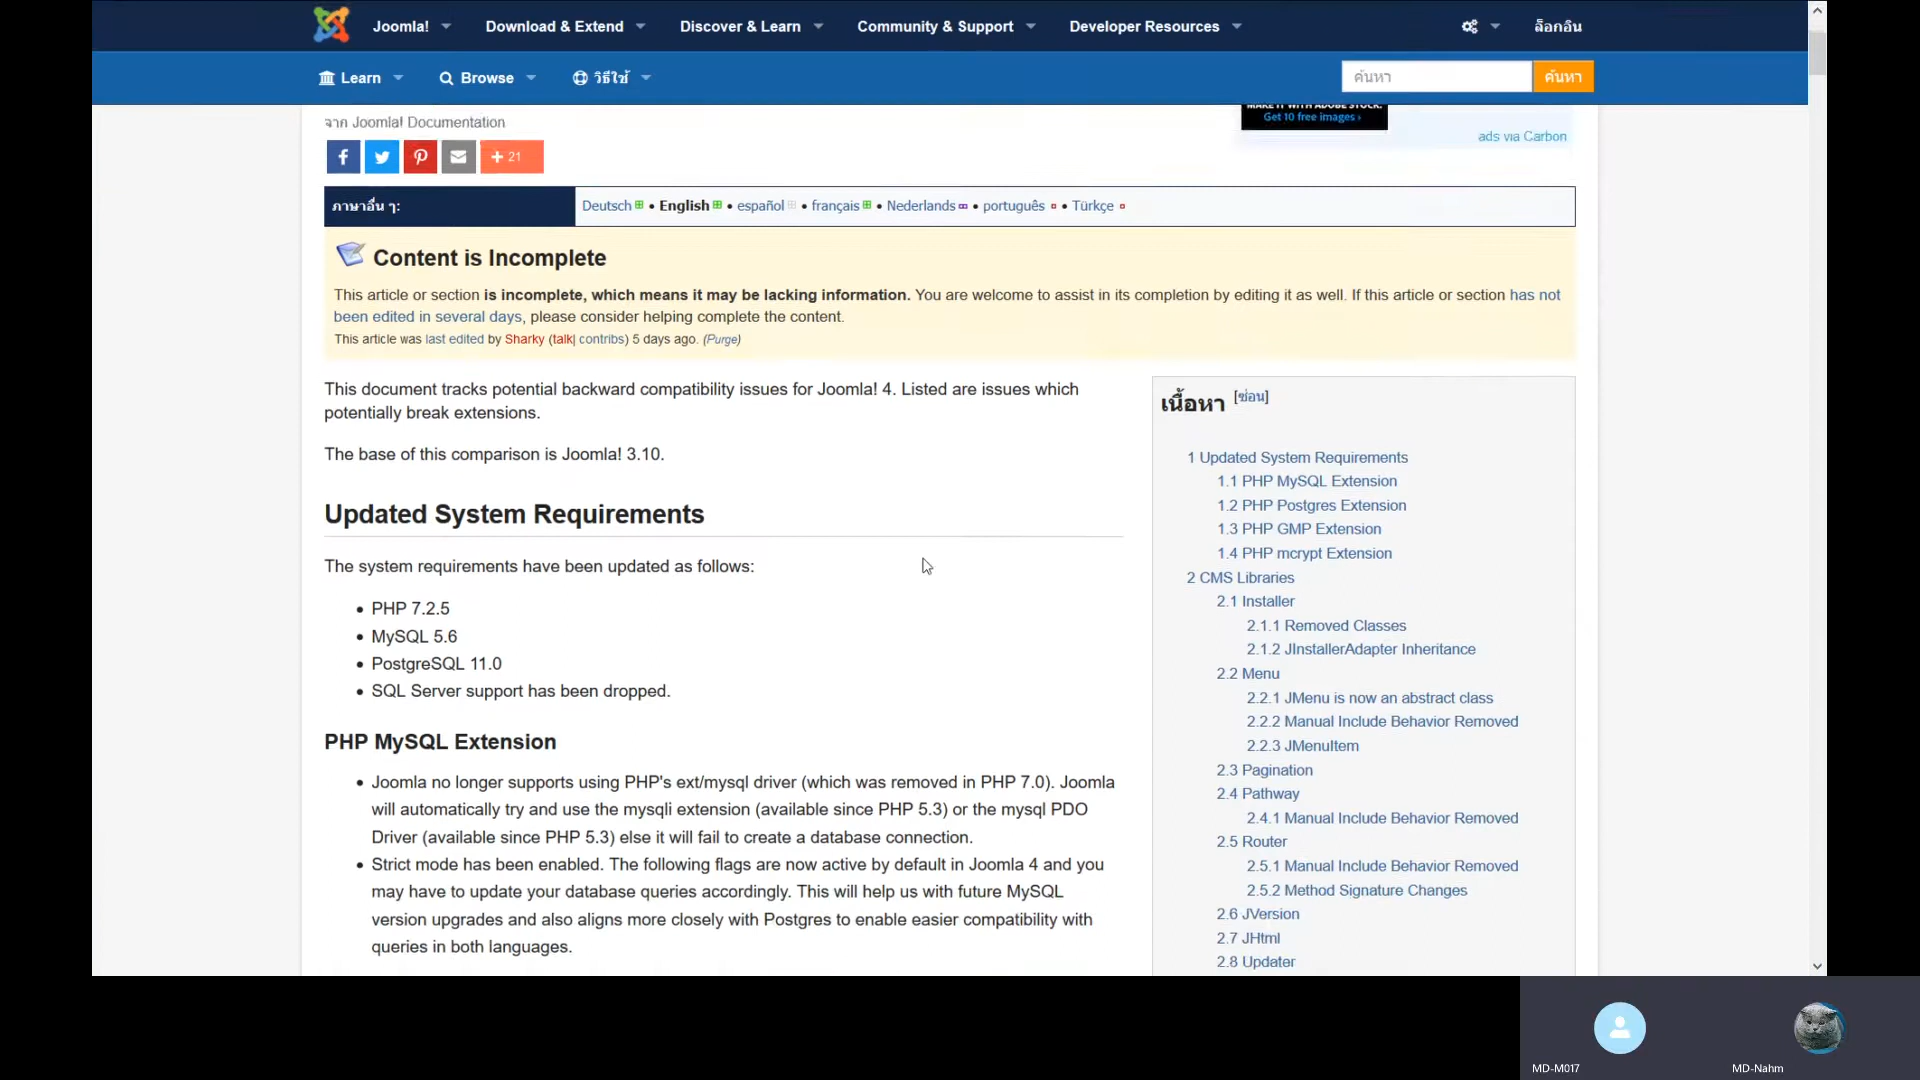 Joomla! Download & Extend Discover & Learn Community & Support Developer Resources ล็อกอิน
Learn Browse วิธีใช้ ค้นหา ค้นหา
MAKE IT WITH ADOBE STOCK.
Get 10 free images ›
ads via Carbon
จาก Joomla! Documentation
+ 21
ภาษาอื่น ๆ: Deutsch • English • español • français • Nederlands • português • Türkçe
Content is Incomplete
This article or section is incomplete, which means it may be lacking information. You are welcome to assist in its completion by editing it as well. If this article or section has not
been edited in several days, please consider helping complete the content.
This article was last edited by Sharky (talk| contribs) 5 days ago. (Purge)
This document tracks potential backward compatibility issues for Joomla! 4. Listed are issues which
potentially break extensions.
The base of this comparison is Joomla! 3.10.
Updated System Requirements
The system requirements have been updated as follows:
• PHP 7.2.5
• MySQL 5.6
• PostgreSQL 11.0
• SQL Server support has been dropped.
PHP MySQL Extension
• Joomla no longer supports using PHP's ext/mysql driver (which was removed in PHP 7.0). Joomla
will automatically try and use the mysqli extension (available since PHP 5.3) or the mysql PDO
Driver (available since PHP 5.3) else it will fail to create a database connection.
• Strict mode has been enabled. The following flags are now active by default in Joomla 4 and you
may have to update your database queries accordingly. This will help us with future MySQL
version upgrades and also aligns more closely with Postgres to enable easier compatibility with
queries in both languages.
เนื้อหา [ซ่อน]
1 Updated System Requirements
1.1 PHP MySQL Extension
1.2 PHP Postgres Extension
1.3 PHP GMP Extension
1.4 PHP mcrypt Extension
2 CMS Libraries
2.1 Installer
2.1.1 Removed Classes
2.1.2 JInstallerAdapter Inheritance
2.2 Menu
2.2.1 JMenu is now an abstract class
2.2.2 Manual Include Behavior Removed
2.2.3 JMenuItem
2.3 Pagination
2.4 Pathway
2.4.1 Manual Include Behavior Removed
2.5 Router
2.5.1 Manual Include Behavior Removed
2.5.2 Method Signature Changes
2.6 JVersion
2.7 JHtml
2.8 Updater
MD-M017 MD-Nahm